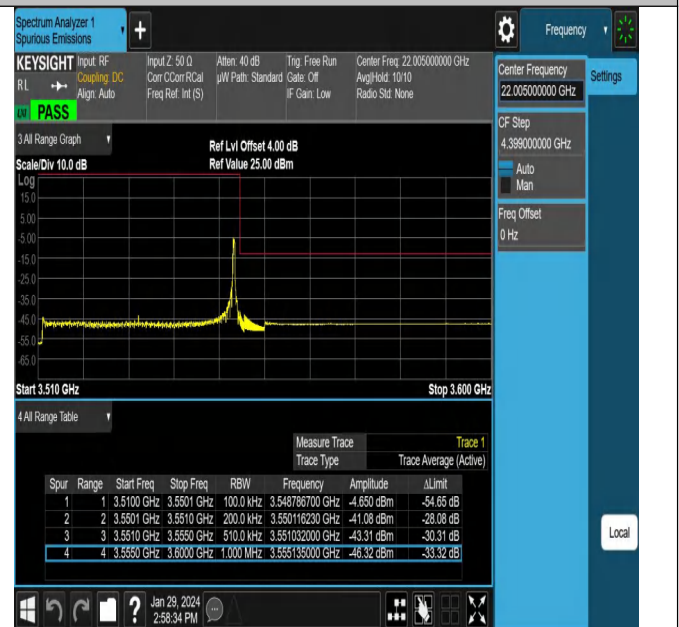 Spectrum Analyzer 1
Spurious Emissions
Frequency
KEYSIGHT Input: RF
R L
Coupling: DC
Align: Auto
Input Z: 50 Ω
Corr CCorr RCal
Freq Ref: Int (S)
Atten: 40 dB
µW Path: Standard
Trig: Free Run
Gate: Off
IF Gain: Low
Center Freq: 22.005000000 GHz
Avg|Hold: 10/10
Radio Std: None
PASS
Center Frequency
22.005000000 GHz
Settings
CF Step
4.399000000 GHz
Auto
Man
Freq Offset
0 Hz
3 All Range Graph
Ref Lvl Offset 4.00 dB
Scale/Div 10.0 dB
Ref Value 25.00 dBm
Log
15.0
5.00
-5.00
-15.0
-25.0
-35.0
-45.0
-55.0
-65.0
Start 3.510 GHz
Stop 3.600 GHz
4 All Range Table
Measure Trace Trace 1
Trace Type Trace Average (Active)
Spur Range Start Freq Stop Freq RBW Frequency Amplitude ΔLimit
1 1 3.5100 GHz 3.5501 GHz 100.0 kHz 3.548786700 GHz -4.650 dBm -54.65 dB
2 2 3.5501 GHz 3.5510 GHz 200.0 kHz 3.550116230 GHz -41.08 dBm -28.08 dB
3 3 3.5510 GHz 3.5550 GHz 510.0 kHz 3.551032000 GHz -43.31 dBm -30.31 dB
4 4 3.5550 GHz 3.6000 GHz 1.000 MHz 3.555135000 GHz -46.32 dBm -33.32 dB
Local
Jan 29, 2024
2:58:34 PM